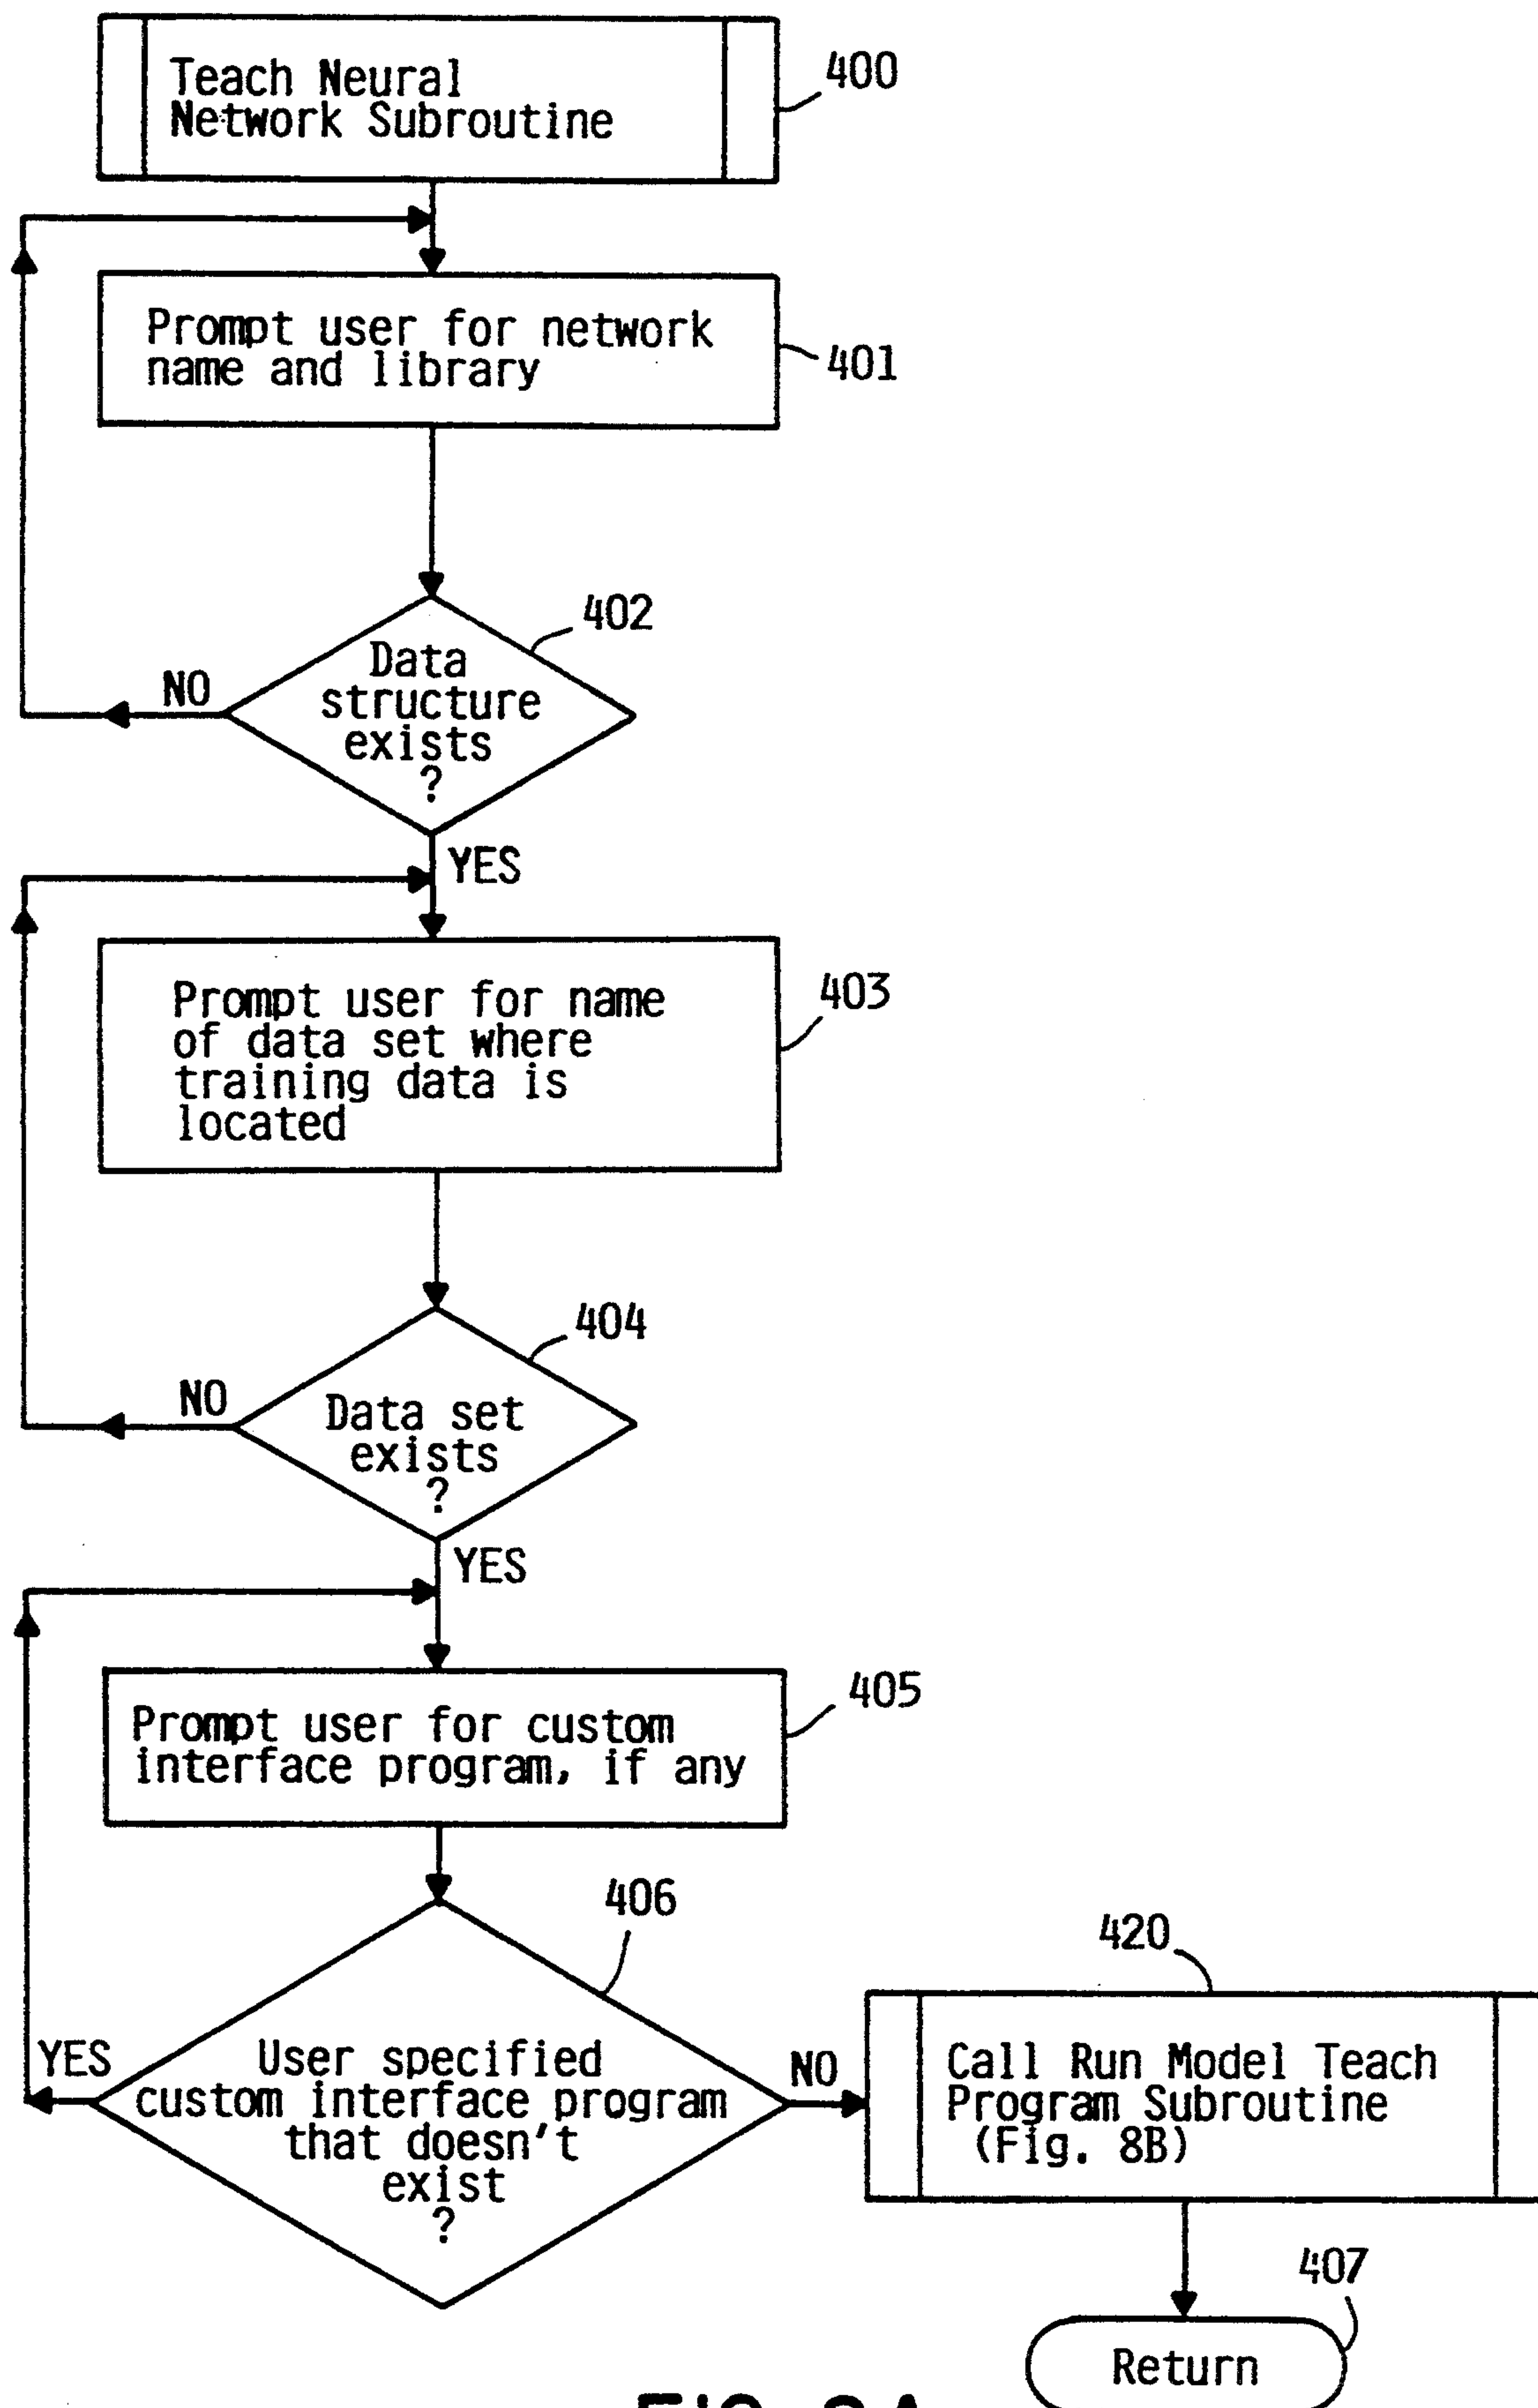 Teach Neural
Network Subroutine
400
Prompt user for network
name and library
401
402
Data
structure
exists
?
NO
YES
Prompt user for name
of data set where
training data is
located
403
404
Data set
exists
?
NO
YES
Prompt user for custom
interface program, if any
405
406
User specified
custom interface program
that doesn't
exist
?
YES
NO
420
Call Run Model Teach
Program Subroutine
(Fig. 8B)
407
Return